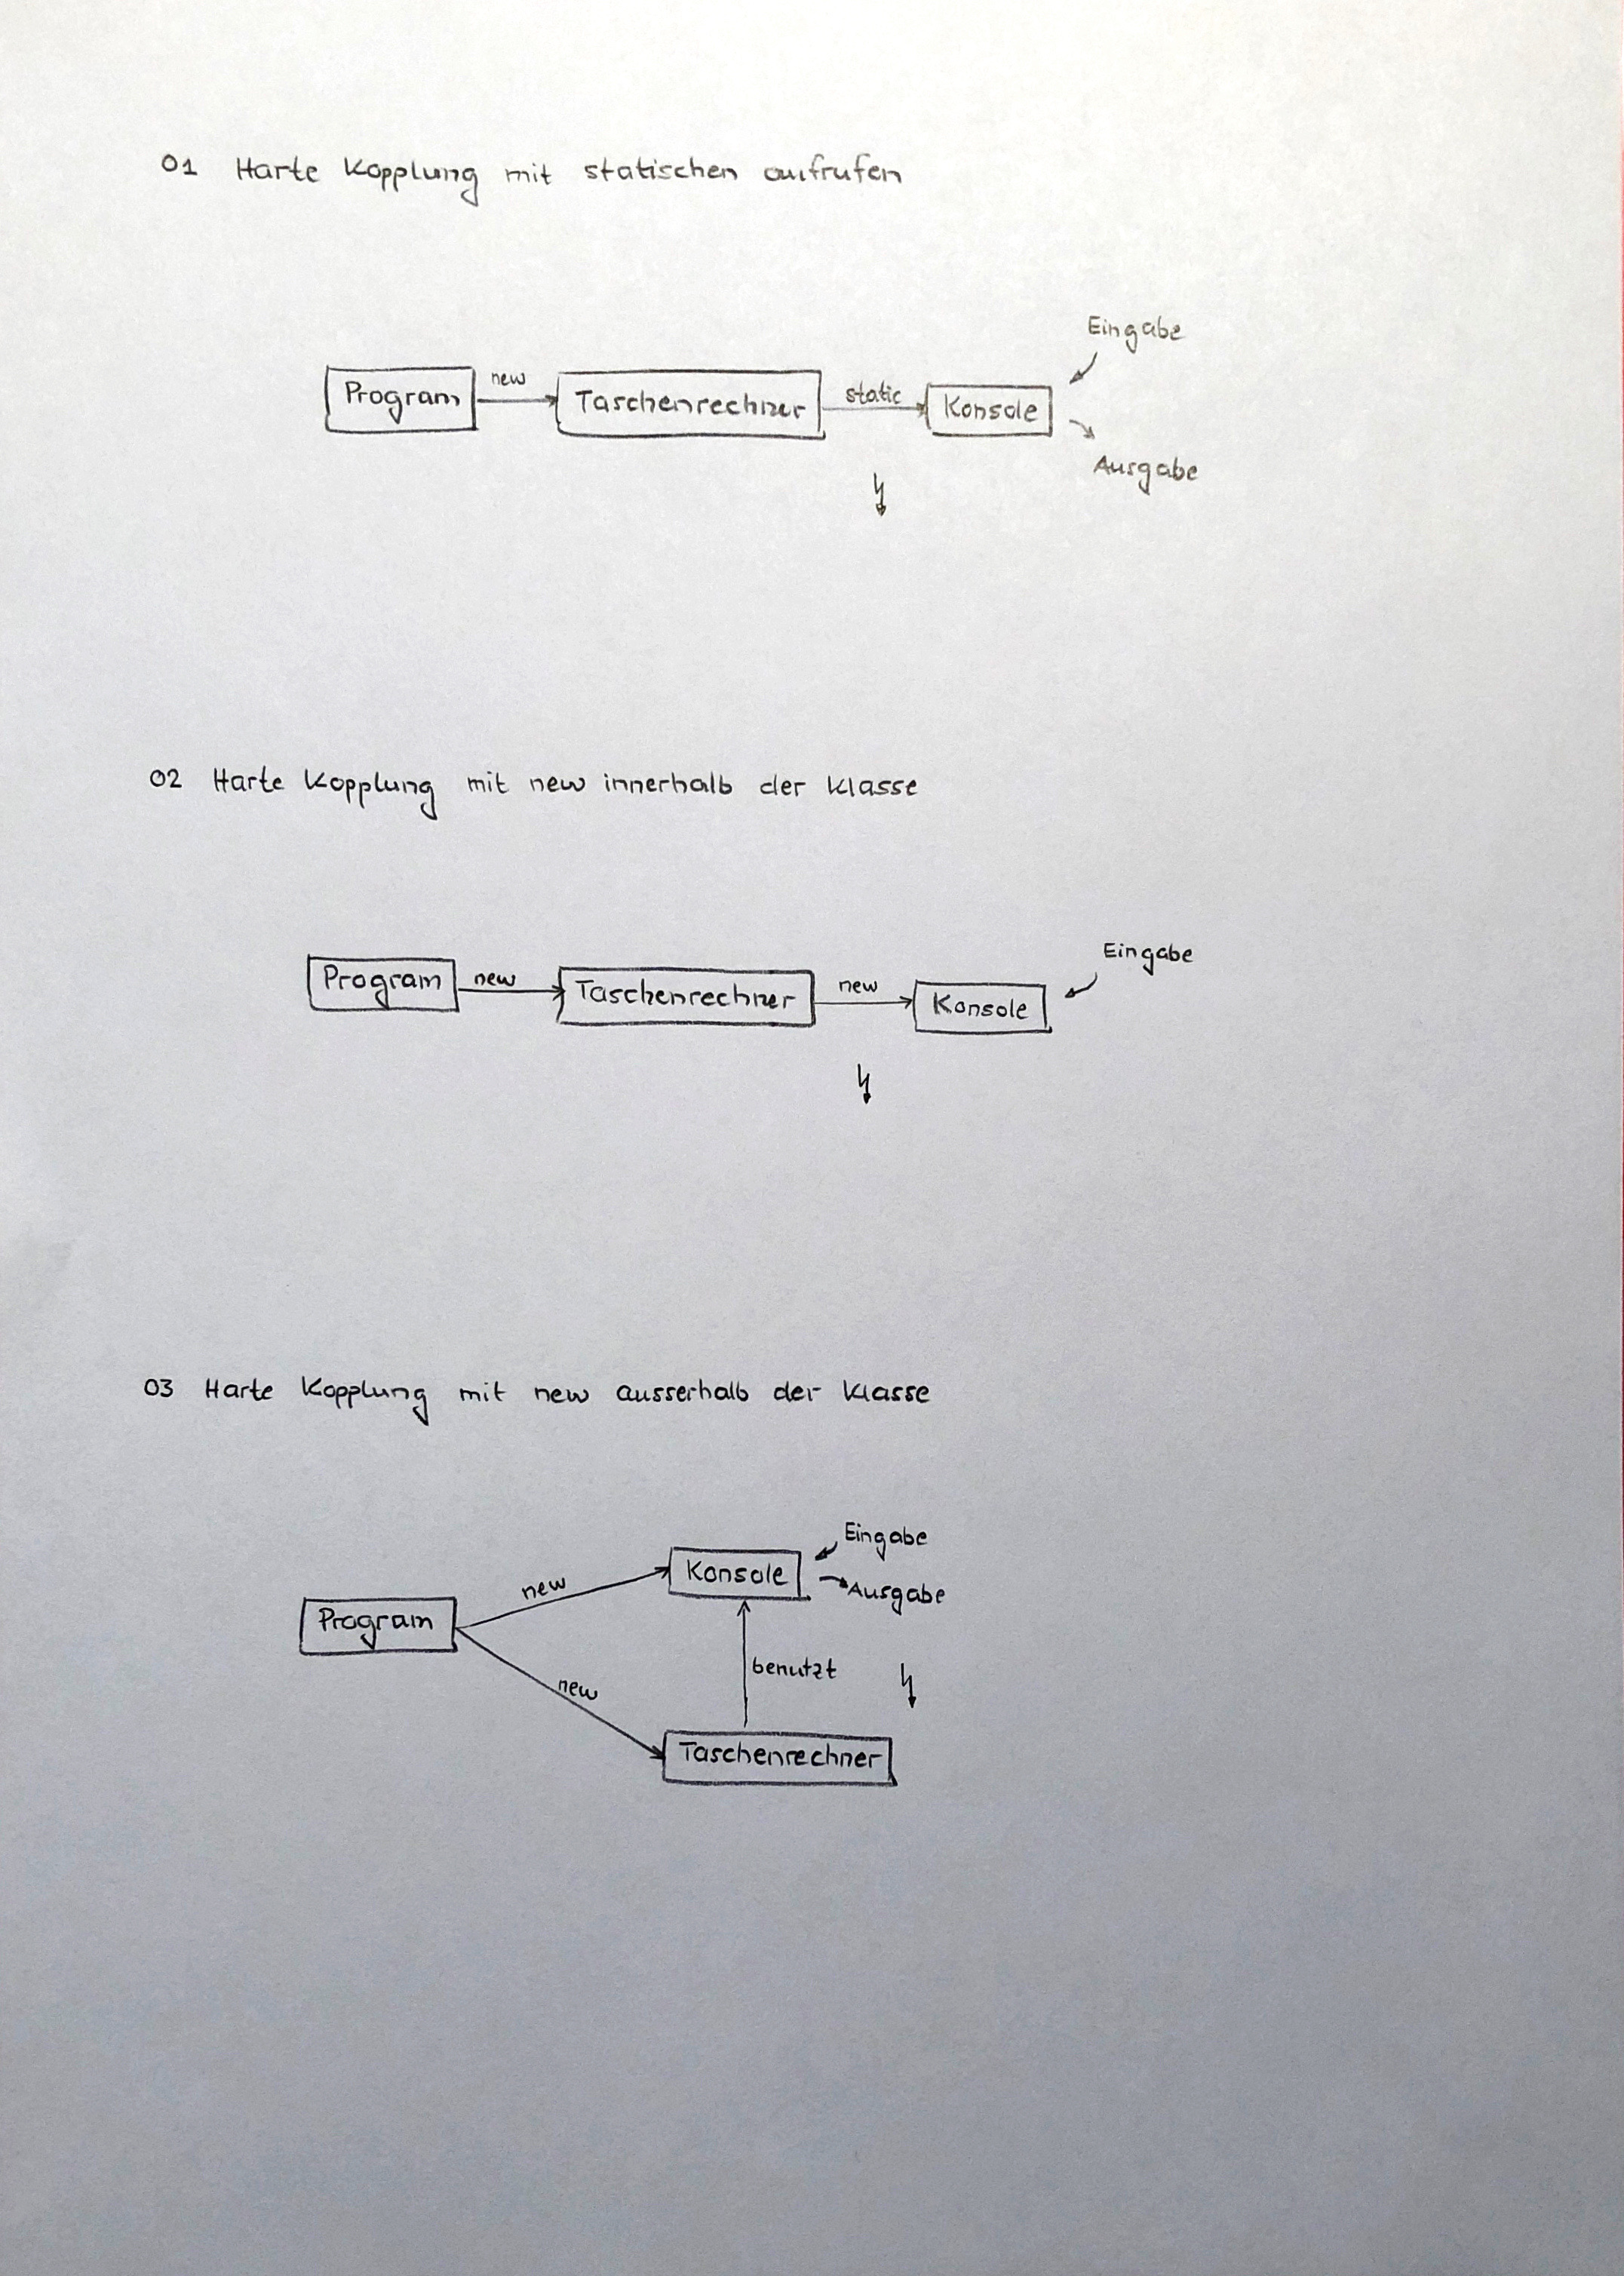 01 Harte Kopplung mit statischen aufrufen
Eingabe
Program new Taschenrechner static Konsole
Ausgabe
02 Harte Kopplung mit new innerhalb der Klasse
Eingabe
Program new Taschenrechner new Konsole
03 Harte Kopplung mit new ausserhalb der Klasse
Eingabe
Konsole
new
Ausgabe
Program
benutzt
new
Taschenrechner